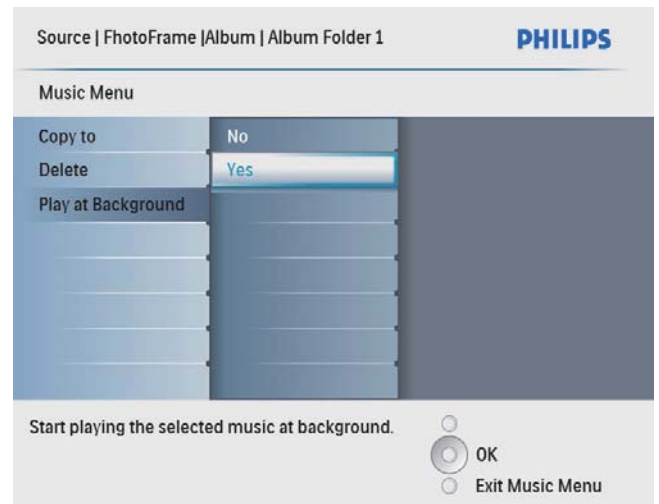 Source | FhotoFrame |Album | Album Folder 1
PHILIPS
Music Menu
Copy to
No
Delete
Yes
Play at Background
Start playing the selected music at background.
OK
Exit Music Menu